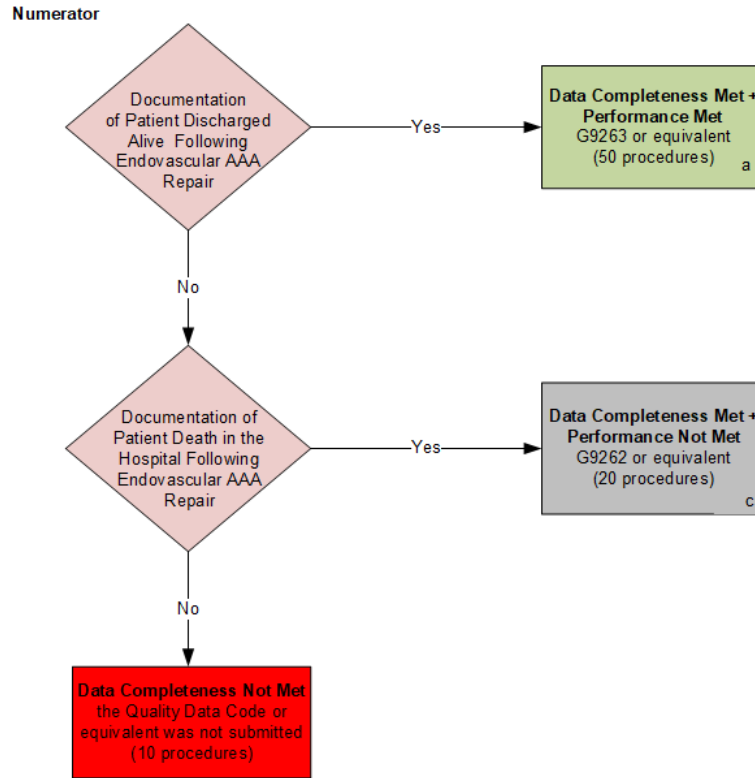 Numerator
Documentation
of Patient Discharged
Alive Following
Endovascular AAA
Repair
Yes
Data Completeness Met +
Performance Met
G9263 or equivalent
(50 procedures)
a
No
Documentation of
Patient Death in the
Hospital Following
Endovascular AAA
Repair
Yes
Data Completeness Met +
Performance Not Met
G9262 or equivalent
(20 procedures)
c
No
Data Completeness Not Met
the Quality Data Code or
equivalent was not submitted
(10 procedures)